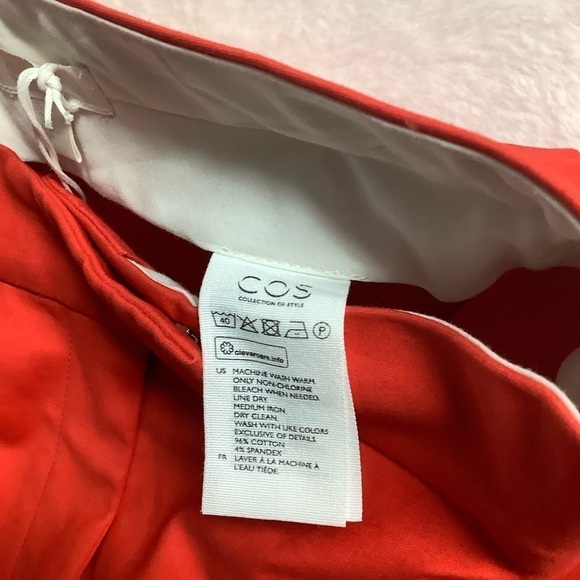 COS
COLLECTION OF STYLE
40 P
clevercare.info
US MACHINE WASH WARM.
ONLY NON-CHLORINE
BLEACH WHEN NEEDED.
LINE DRY.
MEDIUM IRON.
DRY CLEAN.
WASH WITH LIKE COLORS
EXCLUSIVE OF DETAILS
96% COTTON
4% SPANDEX
FR LAVER À LA MACHINE À
L'EAU TIÈDE.